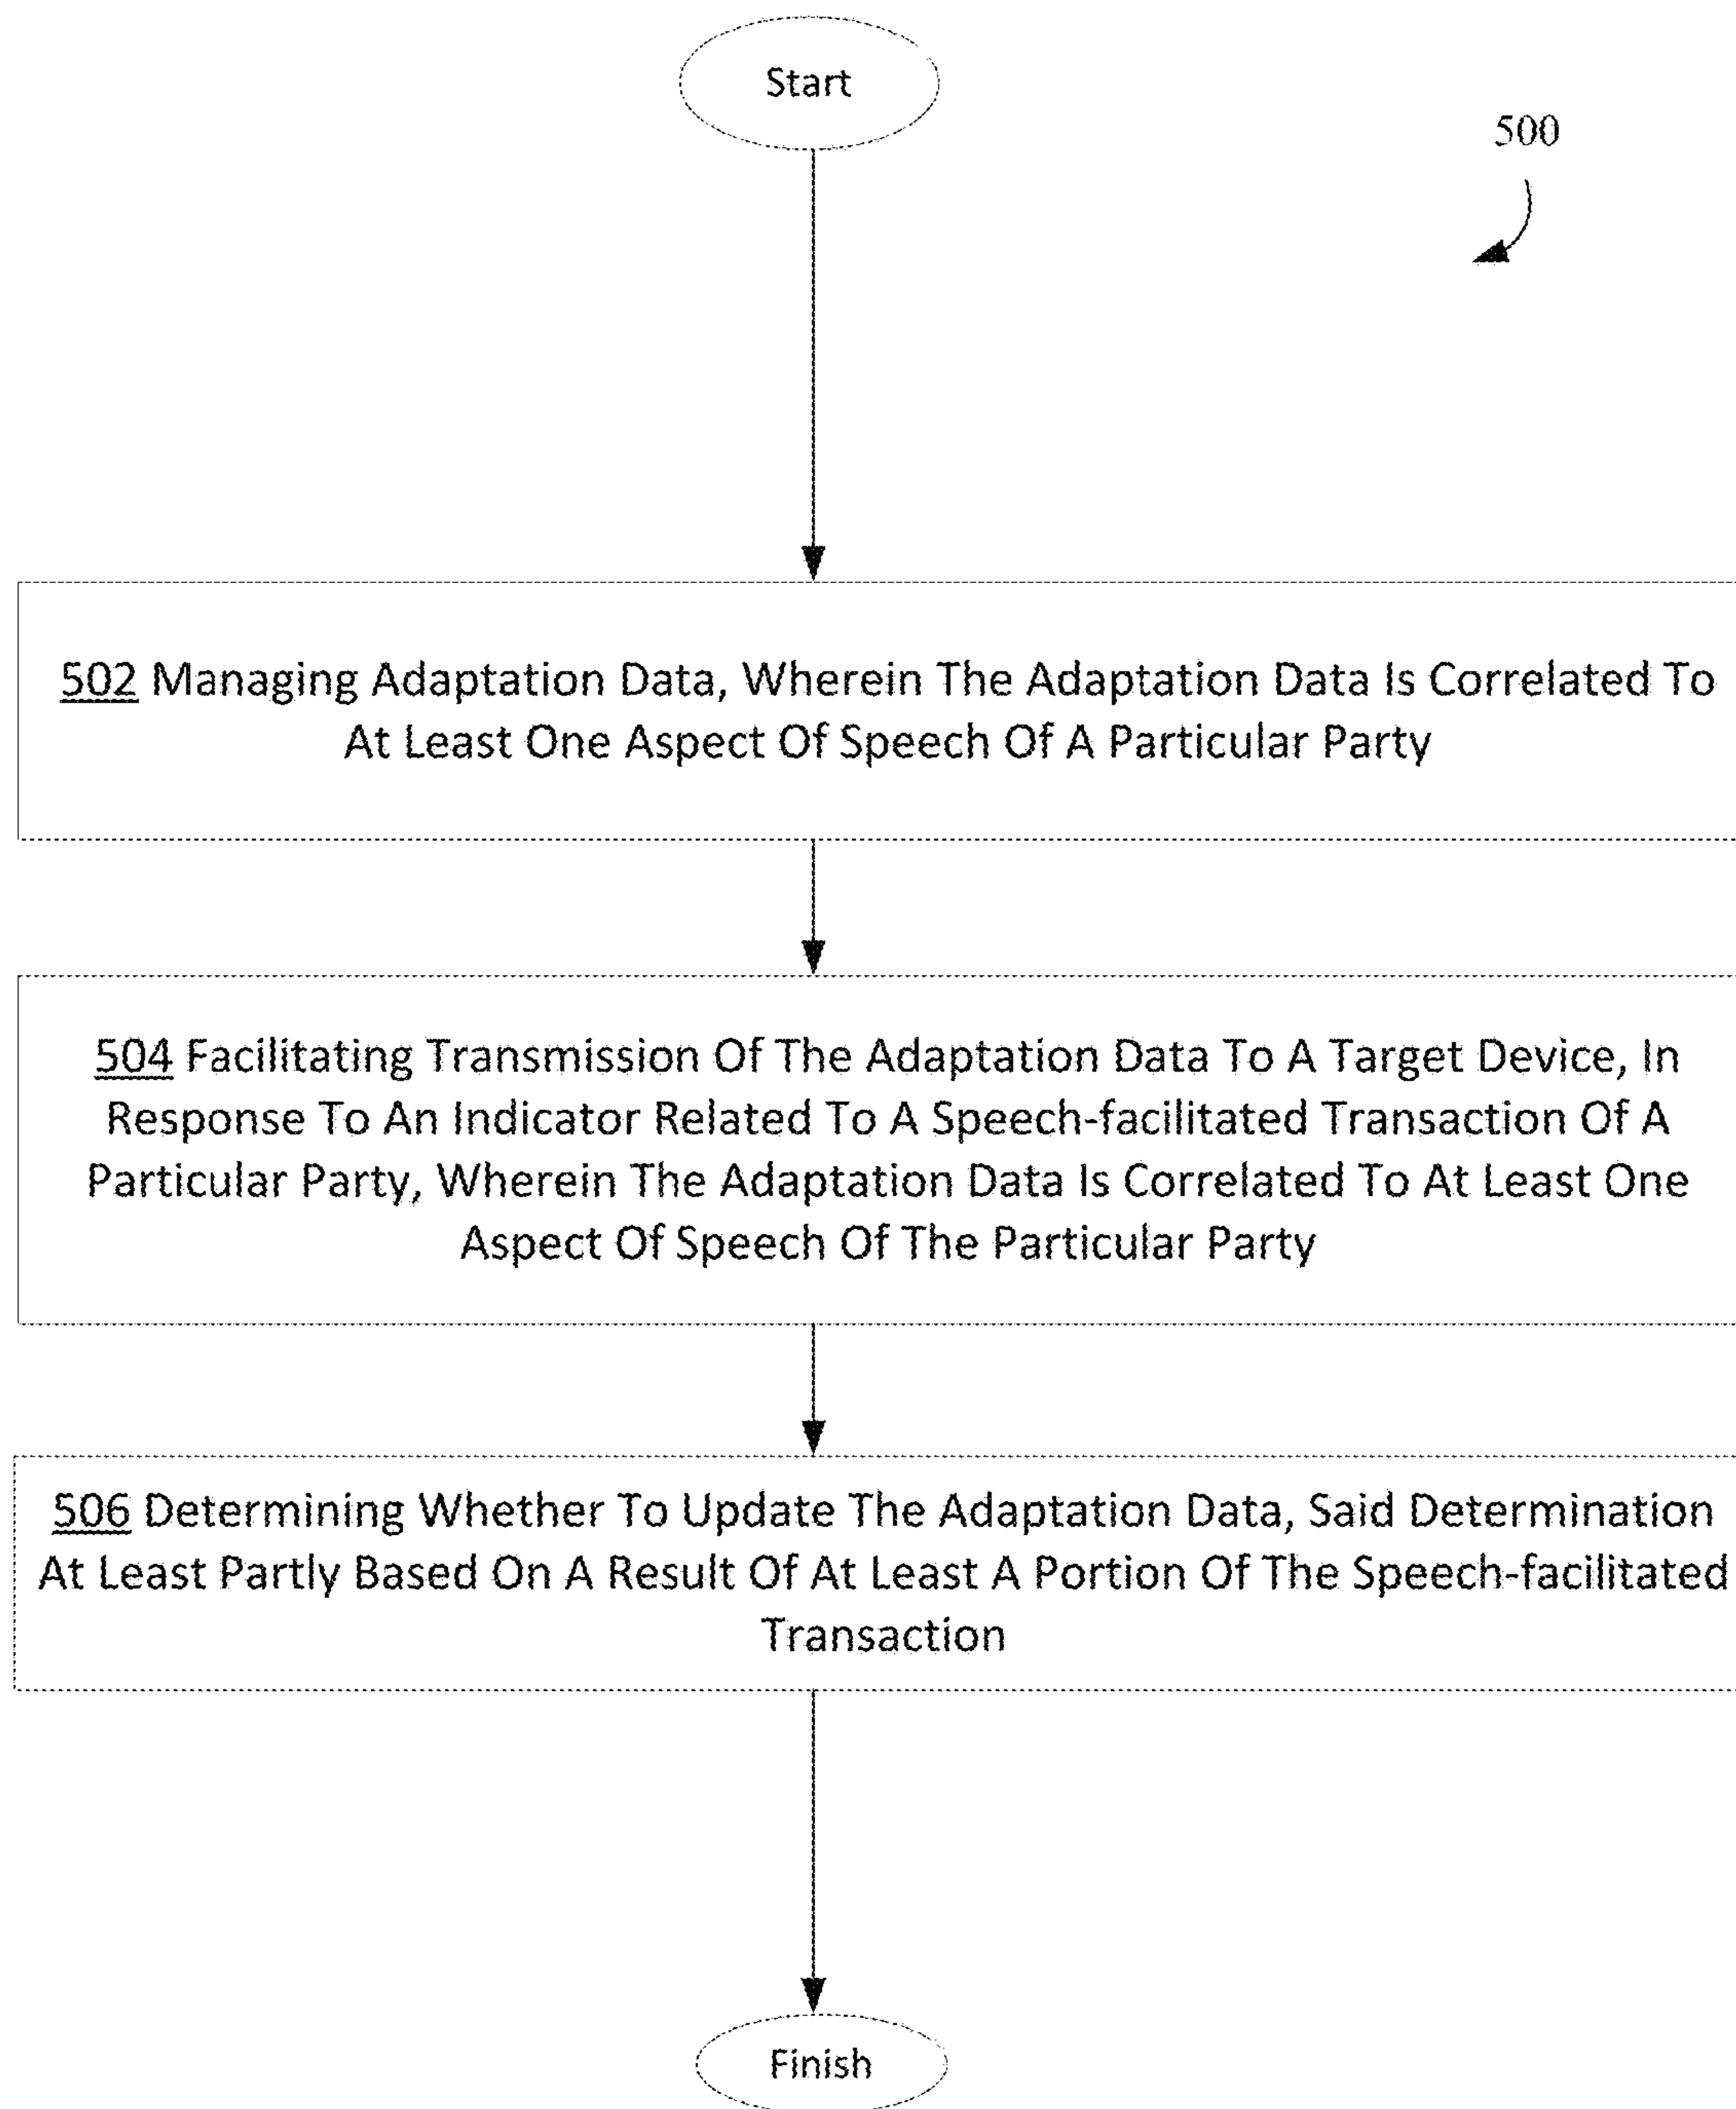 Start
500
502 Managing Adaptation Data, Wherein The Adaptation Data Is Correlated To
At Least One Aspect Of Speech Of A Particular Party
504 Facilitating Transmission Of The Adaptation Data To A Target Device, In
Response To An Indicator Related To A Speech-facilitated Transaction Of A
Particular Party, Wherein The Adaptation Data Is Correlated To At Least One
Aspect Of Speech Of The Particular Party
506 Determining Whether To Update The Adaptation Data, Said Determination
At Least Partly Based On A Result Of At Least A Portion Of The Speech-facilitated
Transaction
Finish